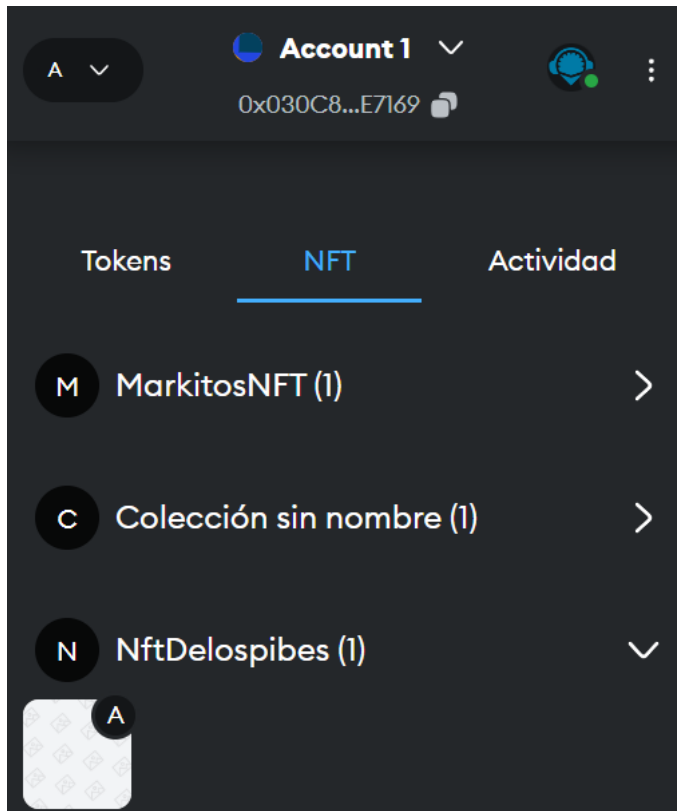 A
Account 1
0x030C8...E7169
Tokens NFT Actividad
M MarkitosNFT (1)
C Colección sin nombre (1)
N NftDelospibes (1)
A